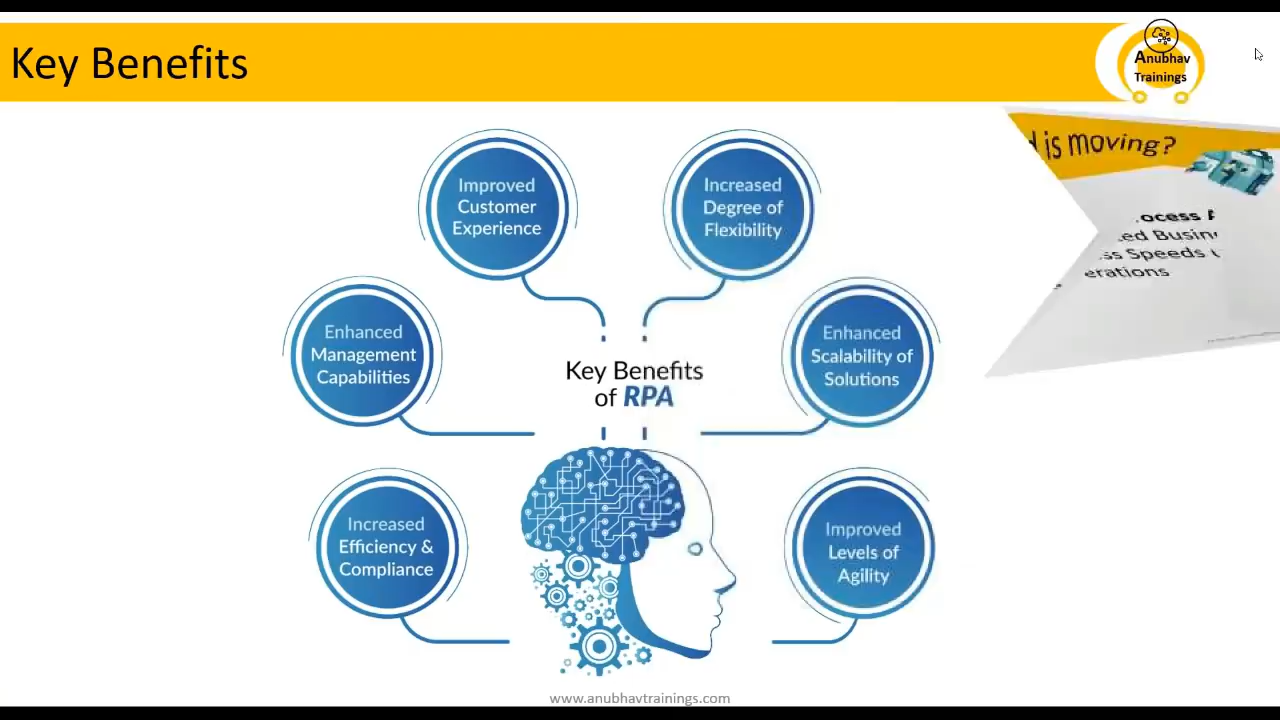 Key Benefits
Anubhav
Trainings
is moving?
Improved
Customer
Experience
Increased
Degree of
Flexibility
Enhanced
Management
Capabilities
Enhanced
Scalability of
Solutions
Key Benefits
of RPA
Increased
Efficiency &
Compliance
Improved
Levels of
Agility
Speeds
www.anubhavtrainings.com